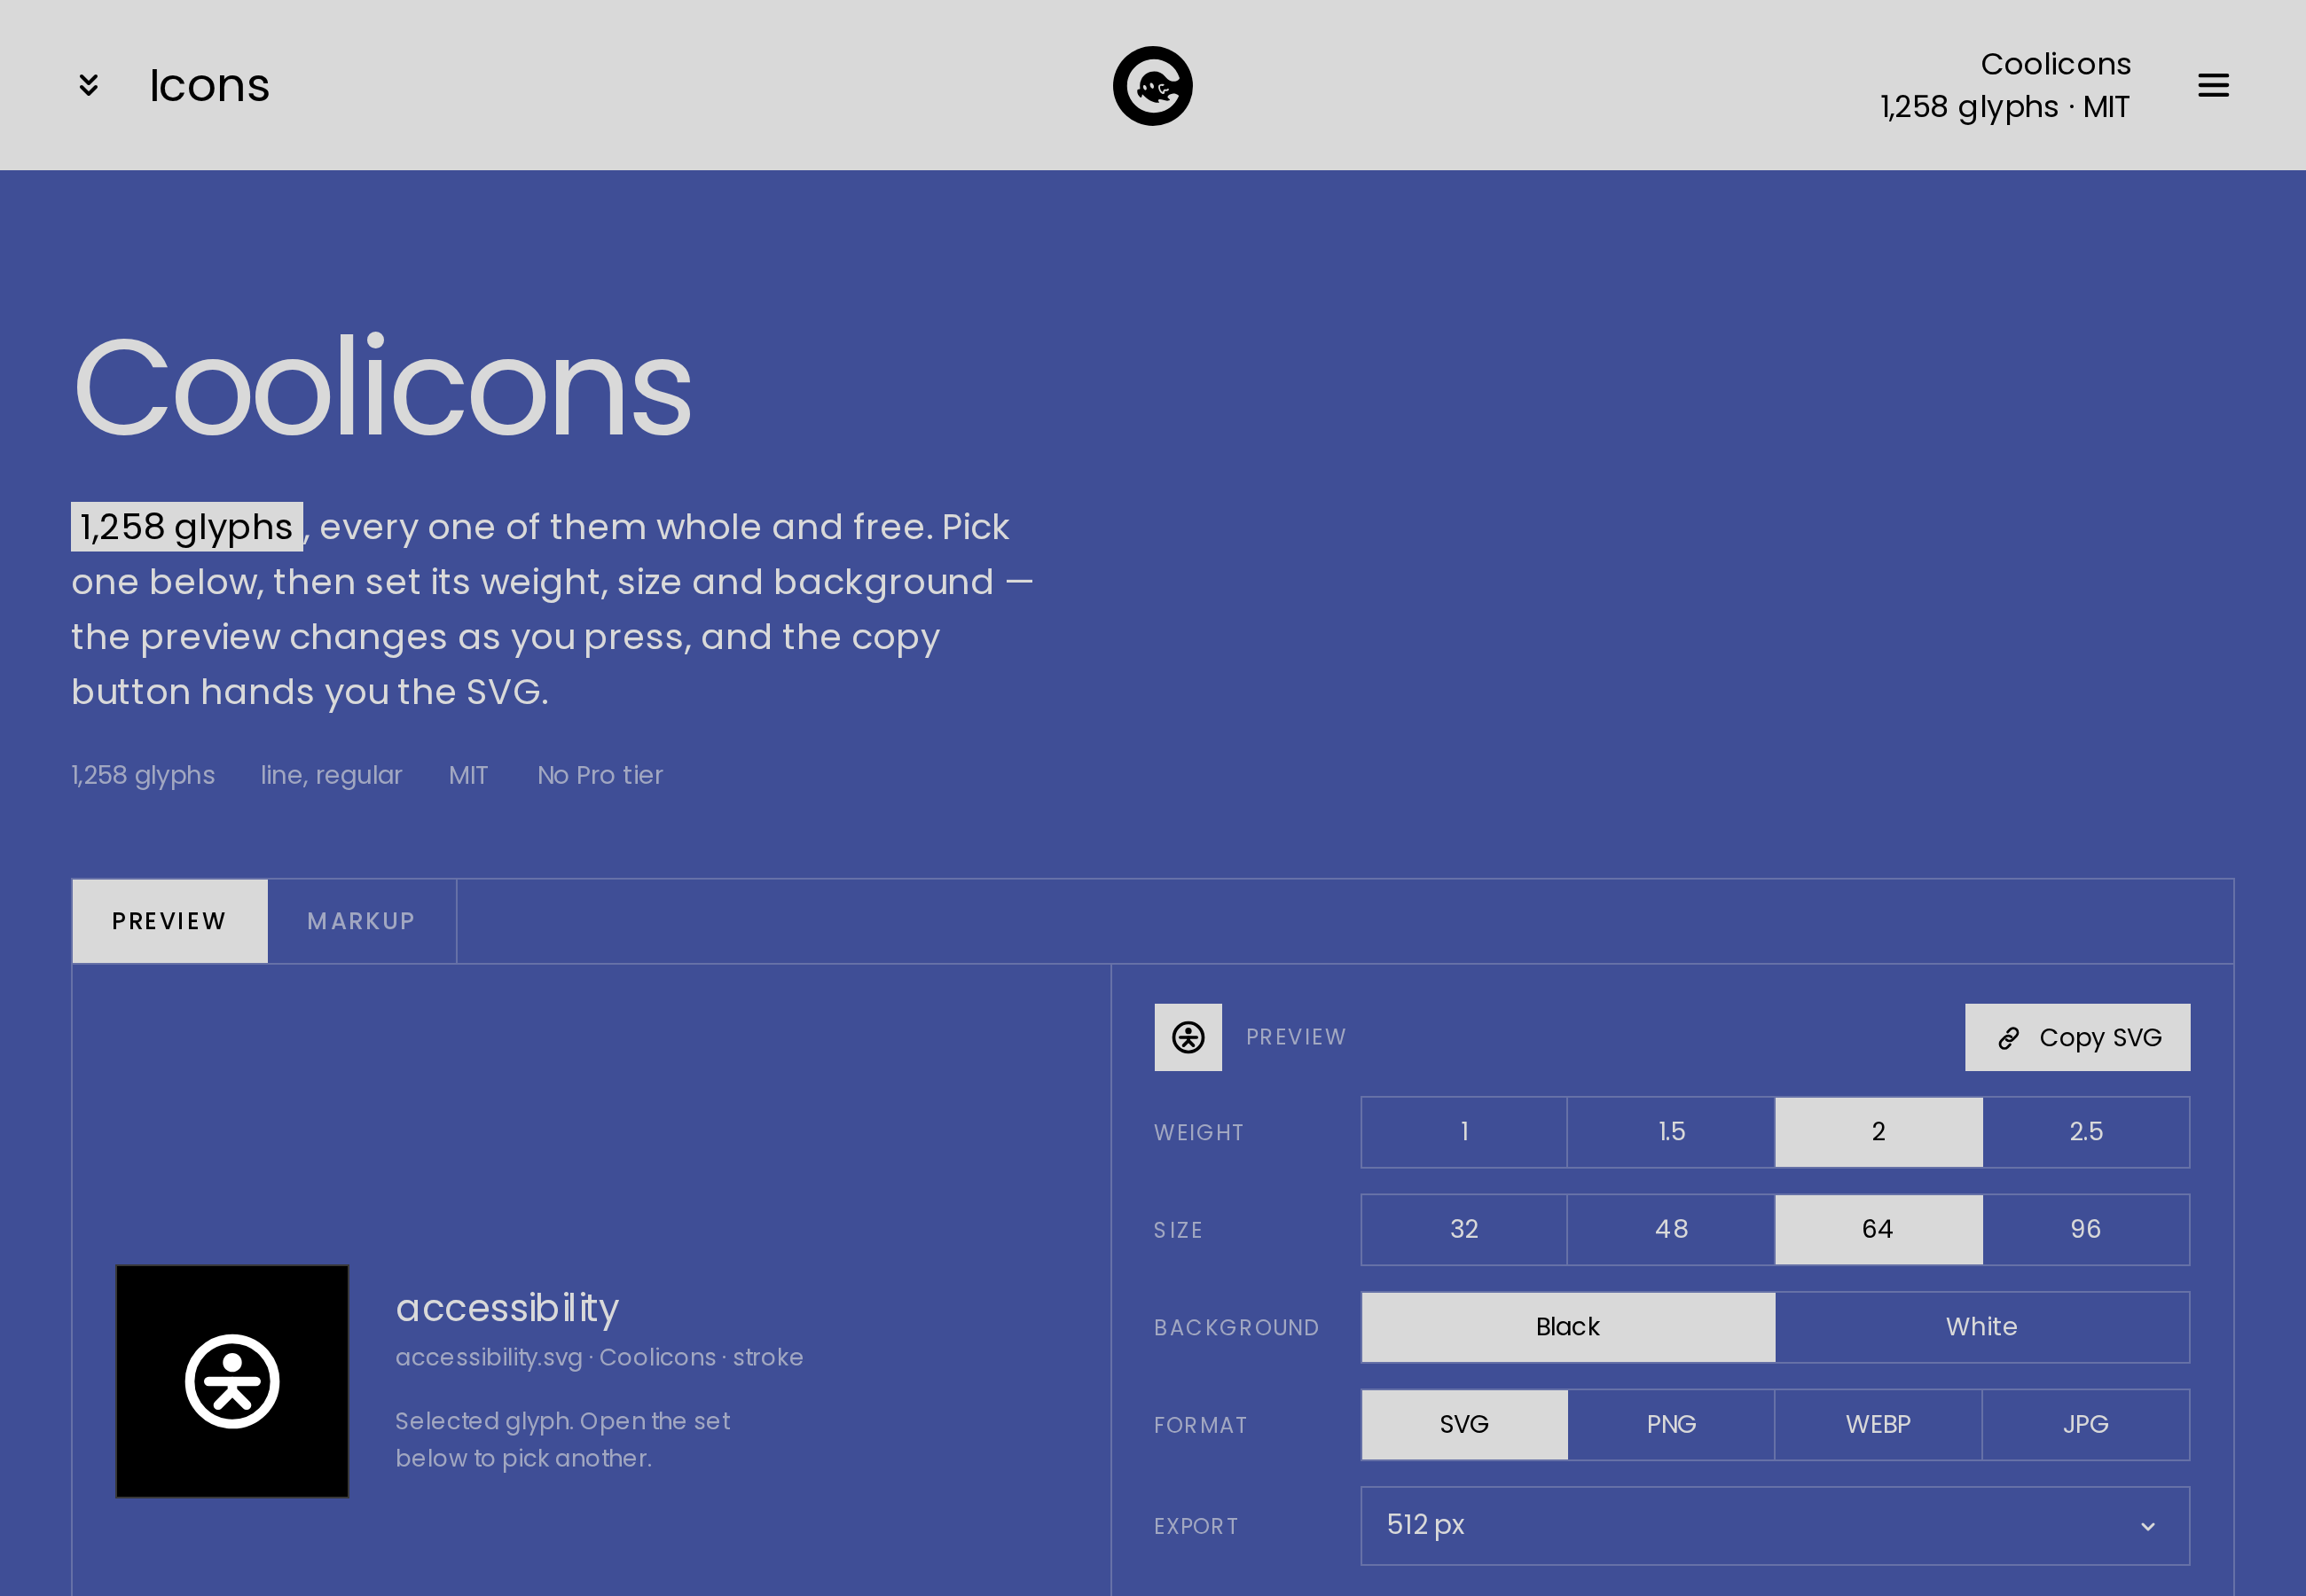 Icons
Coolicons
1,258 glyphs · MIT
Coolicons
1,258 glyphs, every one of them whole and free. Pick
one below, then set its weight, size and background —
the preview changes as you press, and the copy
button hands you the SVG.
1,258 glyphs line, regular MIT No Pro tier
PREVIEW MARKUP
PREVIEW Copy SVG
WEIGHT 1 1.5 2 2.5
SIZE 32 48 64 96
BACKGROUND Black White
FORMAT SVG PNG WEBP JPG
EXPORT 512 px
accessibility
accessibility.svg · Coolicons · stroke
Selected glyph. Open the set
below to pick another.